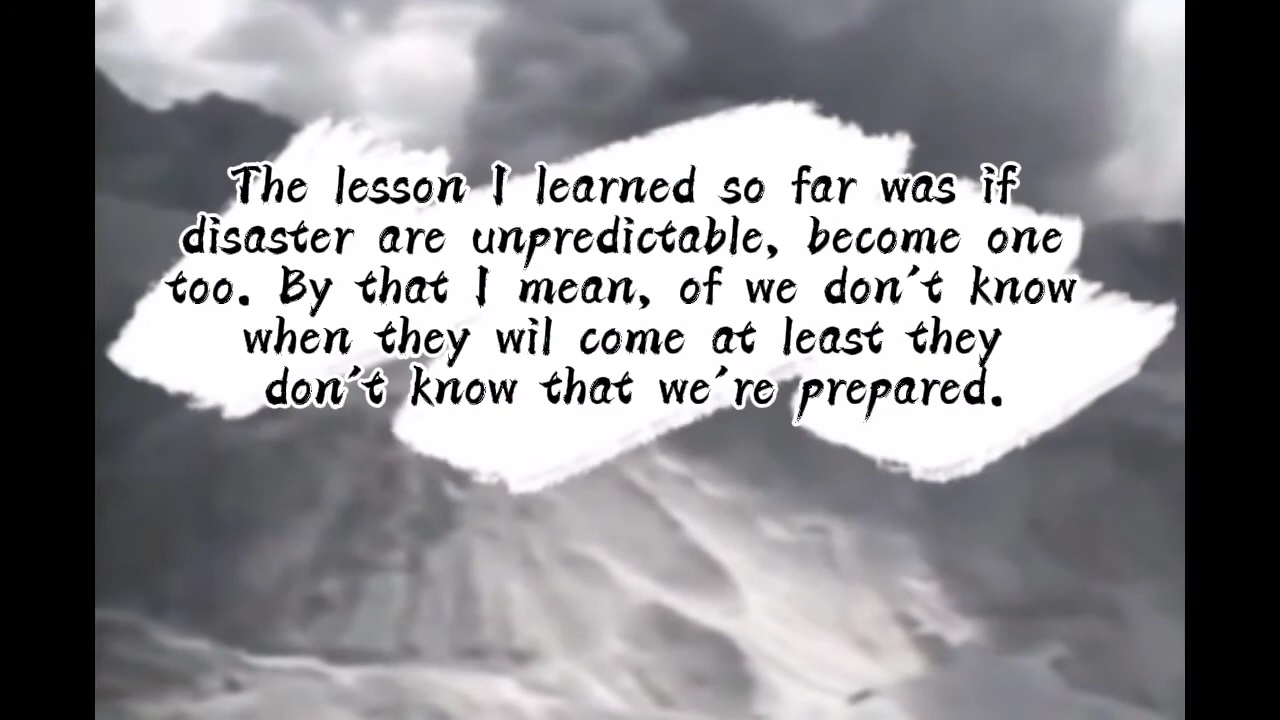 The lesson I learned so far was if
disaster are unpredictable, become one
too. By that I mean, of we don't know
when they wil come at least they
don't know that we're prepared.